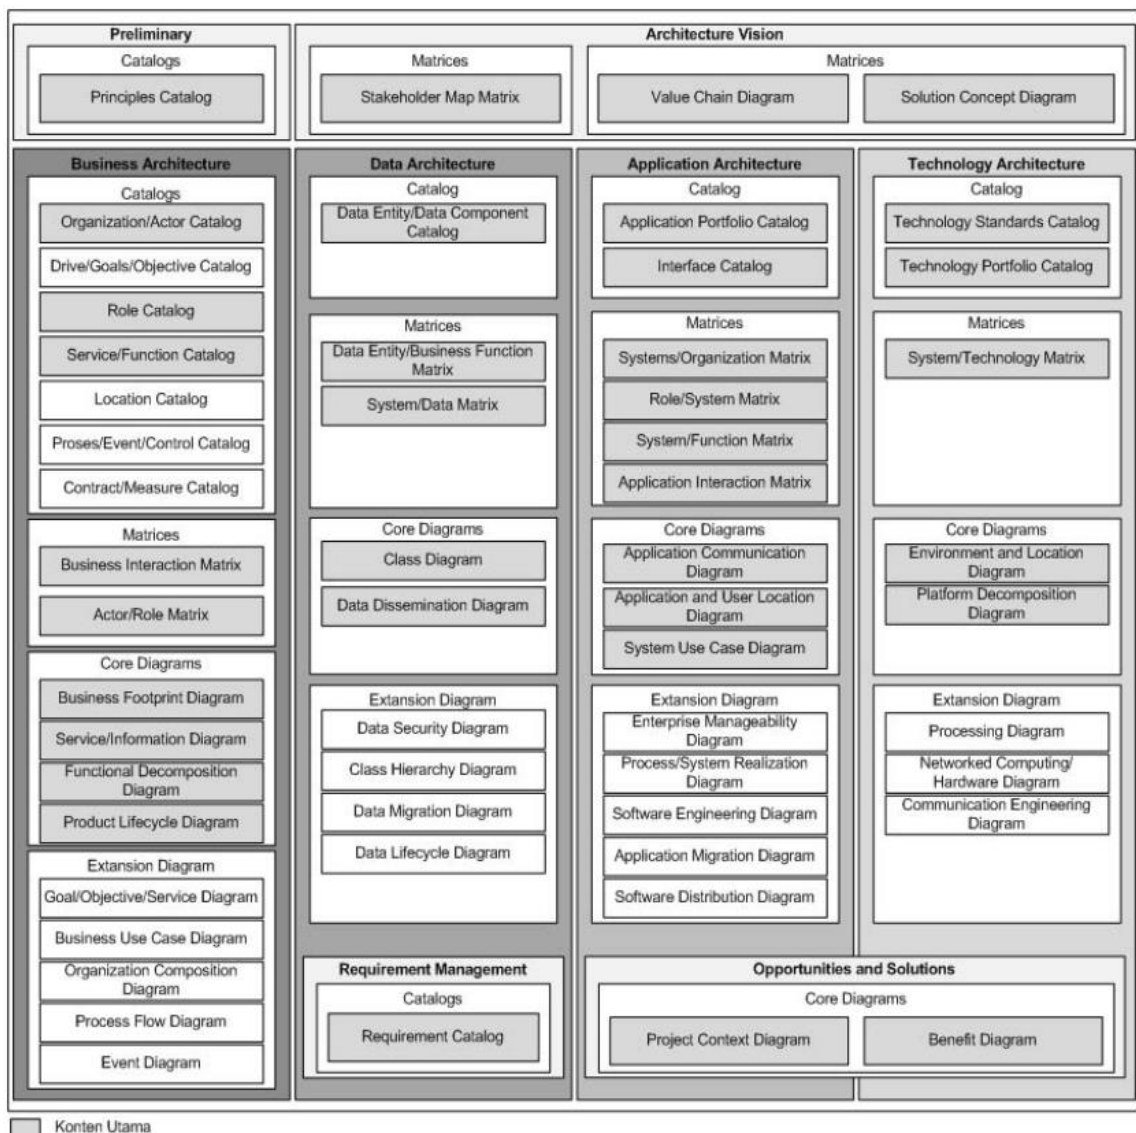 Preliminary
Catalogs
Principles Catalog
Architecture Vision
Matrices
Stakeholder Map Matrix
Matrices
Value Chain Diagram
Solution Concept Diagram
Business Architecture
Catalogs
Organization/Actor Catalog
Drive/Goals/Objective Catalog
Role Catalog
Service/Function Catalog
Location Catalog
Proses/Event/Control Catalog
Contract/Measure Catalog
Matrices
Business Interaction Matrix
Actor/Role Matrix
Core Diagrams
Business Footprint Diagram
Service/Information Diagram
Functional Decomposition
Diagram
Product Lifecycle Diagram
Extansion Diagram
Goal/Objective/Service Diagram
Business Use Case Diagram
Organization Composition
Diagram
Process Flow Diagram
Event Diagram
Data Architecture
Catalog
Data Entity/Data Component
Catalog
Matrices
Data Entity/Business Function
Matrix
System/Data Matrix
Core Diagrams
Class Diagram
Data Dissemination Diagram
Extansion Diagram
Data Security Diagram
Class Hierarchy Diagram
Data Migration Diagram
Data Lifecycle Diagram
Requirement Management
Catalogs
Requirement Catalog
Application Architecture
Catalog
Application Portfolio Catalog
Interface Catalog
Matrices
Systems/Organization Matrix
Role/System Matrix
System/Function Matrix
Application Interaction Matrix
Core Diagrams
Application Communication
Diagram
Application and User Location
Diagram
System Use Case Diagram
Extansion Diagram
Enterprise Manageability
Diagram
Process/System Realization
Diagram
Software Engineering Diagram
Application Migration Diagram
Software Distribution Diagram
Technology Architecture
Catalog
Technology Standards Catalog
Technology Portfolio Catalog
Matrices
System/Technology Matrix
Core Diagrams
Environment and Location
Diagram
Platform Decomposition
Diagram
Extansion Diagram
Processing Diagram
Networked Computing/
Hardware Diagram
Communication Engineering
Diagram
Opportunities and Solutions
Core Diagrams
Project Context Diagram
Benefit Diagram
Konten Utama